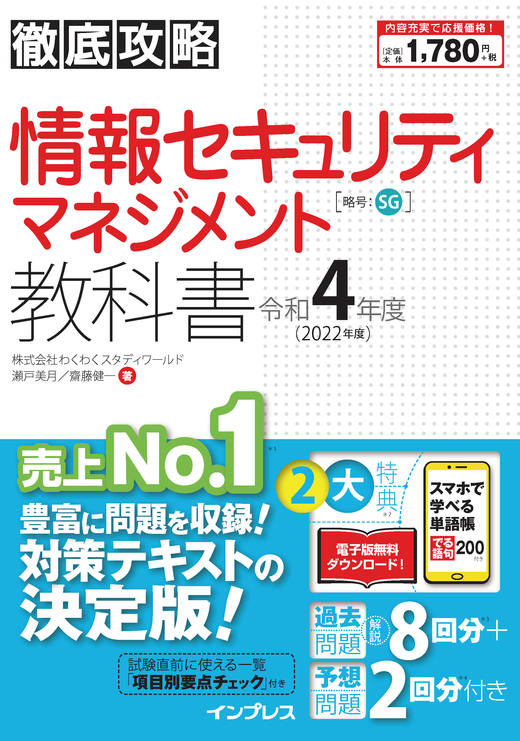 徹底攻略
内容充実で応援価格！
[定価]本体 1,780円+税
情報セキュリティ
マネジメント
[略号：SG]
教科書
令和4年度
(2022年度)
株式会社わくわくスタディワールド
瀬戸美月／齋藤健一 著
売上No.1
※1
豊富に問題を収録！
対策テキストの
決定版！
試験直前に使える一覧
「項目別要点チェック」付き
インプレス
2大特典
※2
電子版無料
ダウンロード！
スマホで
学べる
単語帳
でる語句200
付き
過去問題 解説 8回分＋
※3
予想問題 2回分付き